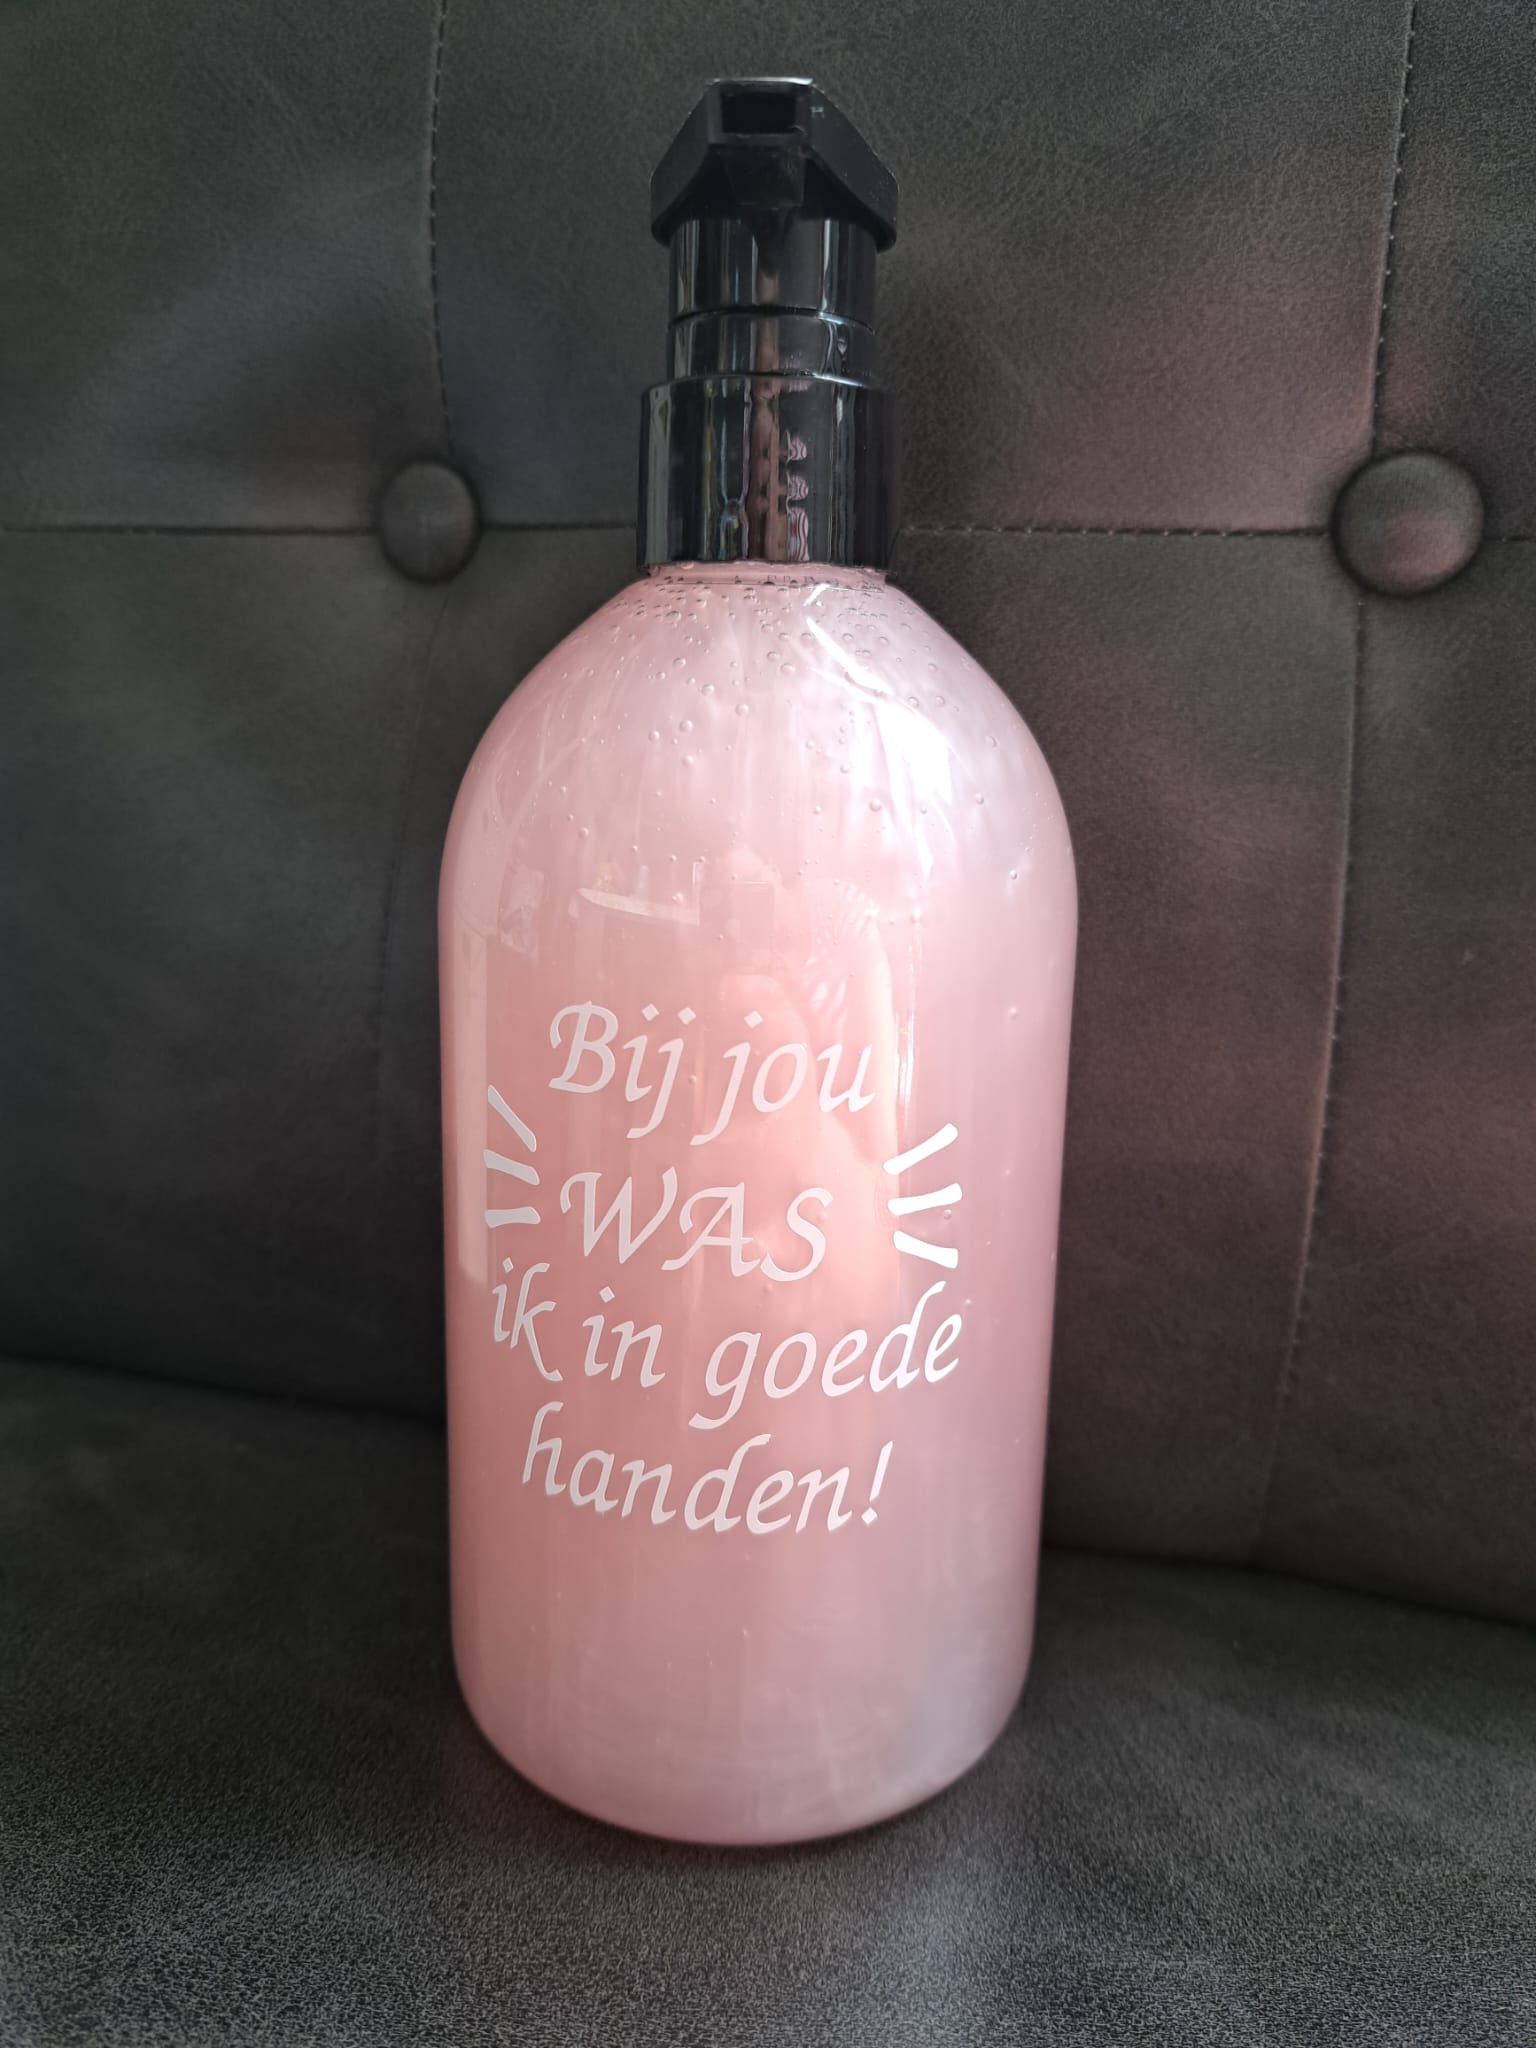 Bij jou
WAS
ik in goede
handen!